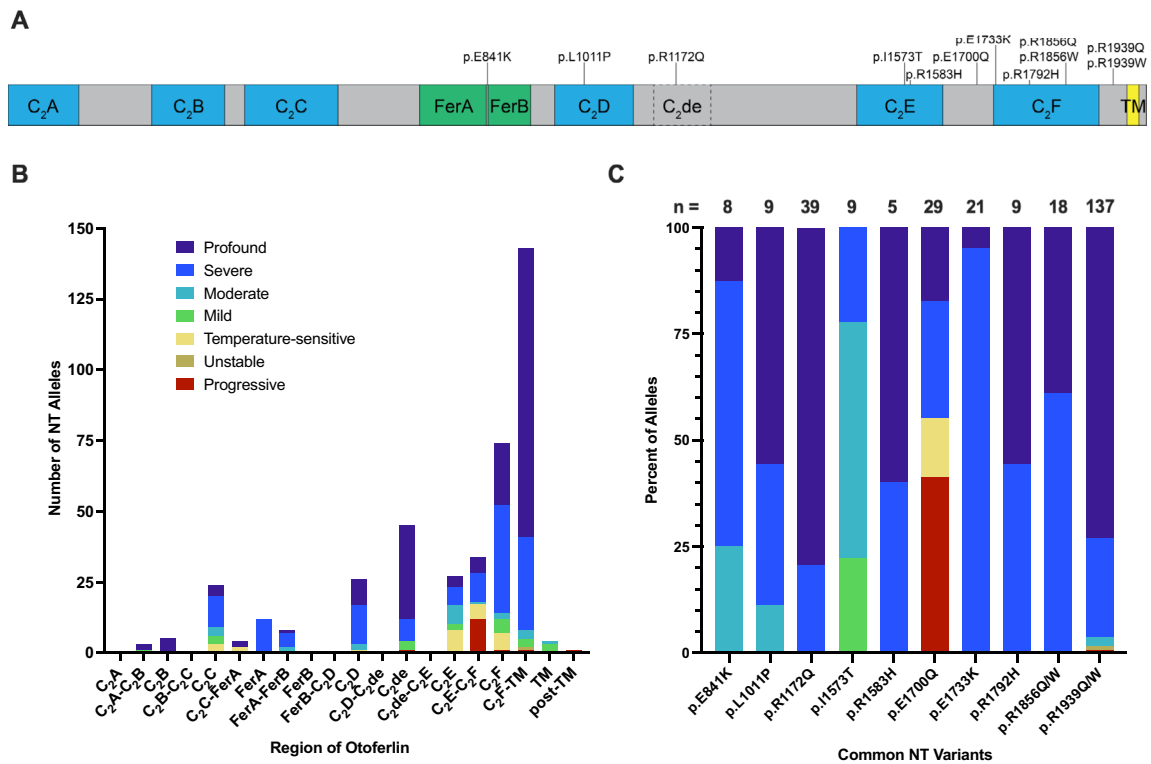 A
p.E841K
p.L1011P
p.R1172Q
p.I1573T
p.R1583H
p.E1700Q
p.E1733K
p.R1792H
p.R1856Q
p.R1856W
p.R1939Q
p.R1939W
C2A
C2B
C2C
FerA
FerB
C2D
C2de
C2E
C2F
TM
B
Number of NT Alleles
150
125
100
75
50
25
0
Profound
Severe
Moderate
Mild
Temperature-sensitive
Unstable
Progressive
C2A
C2A-C2B
C2B
C2B-C2C
C2C
C2C-FerA
FerA
FerA-FerB
FerB
FerB-C2D
C2D
C2D-C2de
C2de
C2de-C2E
C2E
C2E-C2F
C2F
C2F-TM
TM
post-TM
Region of Otoferlin
C
n = 8 9 39 9 5 29 21 9 18 137
Percent of Alleles
100
75
50
25
0
p.E841K
p.L1011P
p.R1172Q
p.I1573T
p.R1583H
p.E1700Q
p.E1733K
p.R1792H
p.R1856Q/W
p.R1939Q/W
Common NT Variants